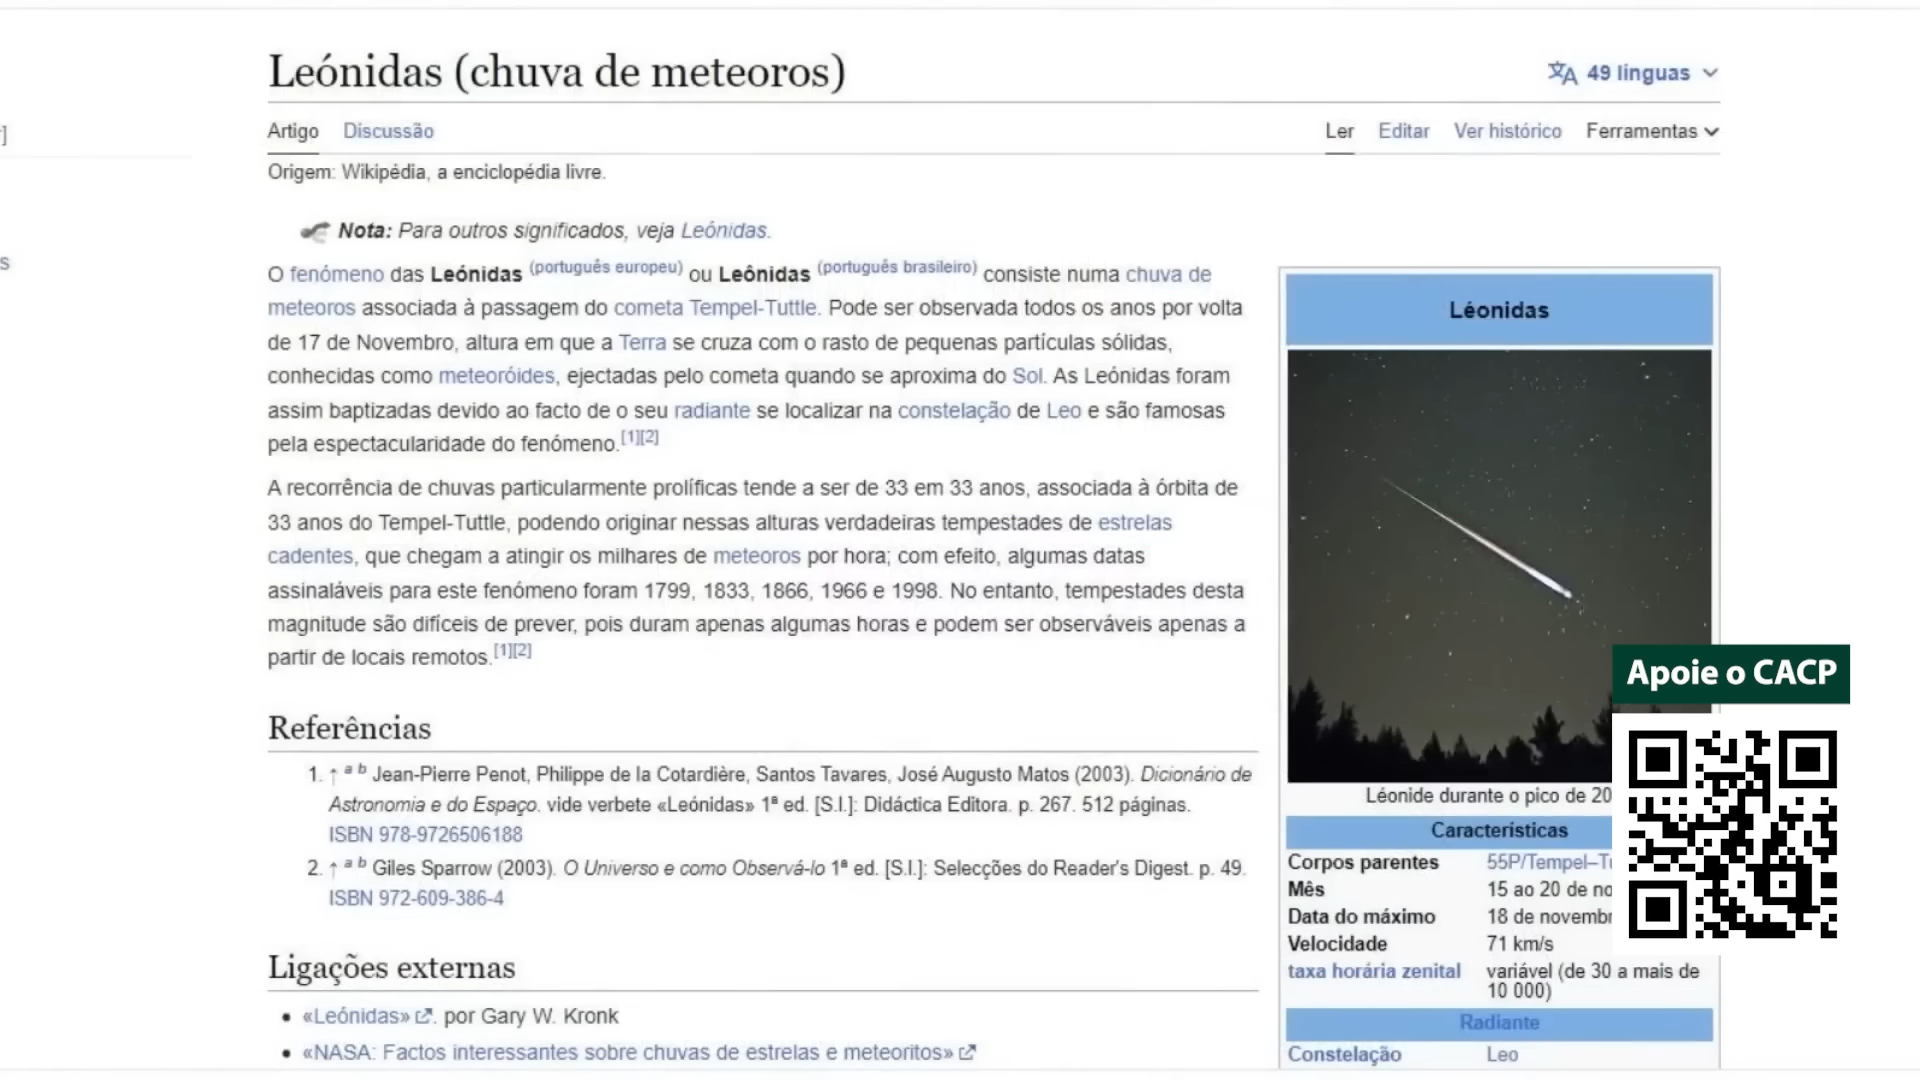 Leónidas (chuva de meteoros)
49 línguas
Artigo Discussão
Ler Editar Ver histórico Ferramentas
Origem: Wikipédia, a enciclopédia livre.
Nota: Para outros significados, veja Leónidas.
O fenómeno das Leónidas (português europeu) ou Leônidas (português brasileiro) consiste numa chuva de
meteoros associada à passagem do cometa Tempel-Tuttle. Pode ser observada todos os anos por volta
de 17 de Novembro, altura em que a Terra se cruza com o rasto de pequenas partículas sólidas,
conhecidas como meteoróides, ejectadas pelo cometa quando se aproxima do Sol. As Leónidas foram
assim baptizadas devido ao facto de o seu radiante se localizar na constelação de Leo e são famosas
pela espectacularidade do fenómeno.[1][2]
A recorrência de chuvas particularmente prolíficas tende a ser de 33 em 33 anos, associada à órbita de
33 anos do Tempel-Tuttle, podendo originar nessas alturas verdadeiras tempestades de estrelas
cadentes, que chegam a atingir os milhares de meteoros por hora; com efeito, algumas datas
assinaláveis para este fenómeno foram 1799, 1833, 1866, 1966 e 1998. No entanto, tempestades desta
magnitude são difíceis de prever, pois duram apenas algumas horas e podem ser observáveis apenas a
partir de locais remotos.[1][2]
Referências
1. ↑ a b Jean-Pierre Penot, Philippe de la Cotardière, Santos Tavares, José Augusto Matos (2003). Dicionário de
Astronomia e do Espaço. vide verbete «Leónidas» 1ª ed. [S.l.]: Didáctica Editora. p. 267. 512 páginas.
ISBN 978-9726506188
2. ↑ a b Giles Sparrow (2003). O Universo e como Observá-lo 1ª ed. [S.l.]: Selecções do Reader's Digest. p. 49.
ISBN 972-609-386-4
Ligações externas
• «Leónidas». por Gary W. Kronk
• «NASA: Factos interessantes sobre chuvas de estrelas e meteoritos»
Léonidas
Léonide durante o pico de 20
Características
Corpos parentes 55P/Tempel–Tu
Mês 15 ao 20 de no
Data do máximo 18 de novembr
Velocidade 71 km/s
taxa horária zenital variável (de 30 a mais de
10 000)
Radiante
Constelação Leo
Apoie o CACP